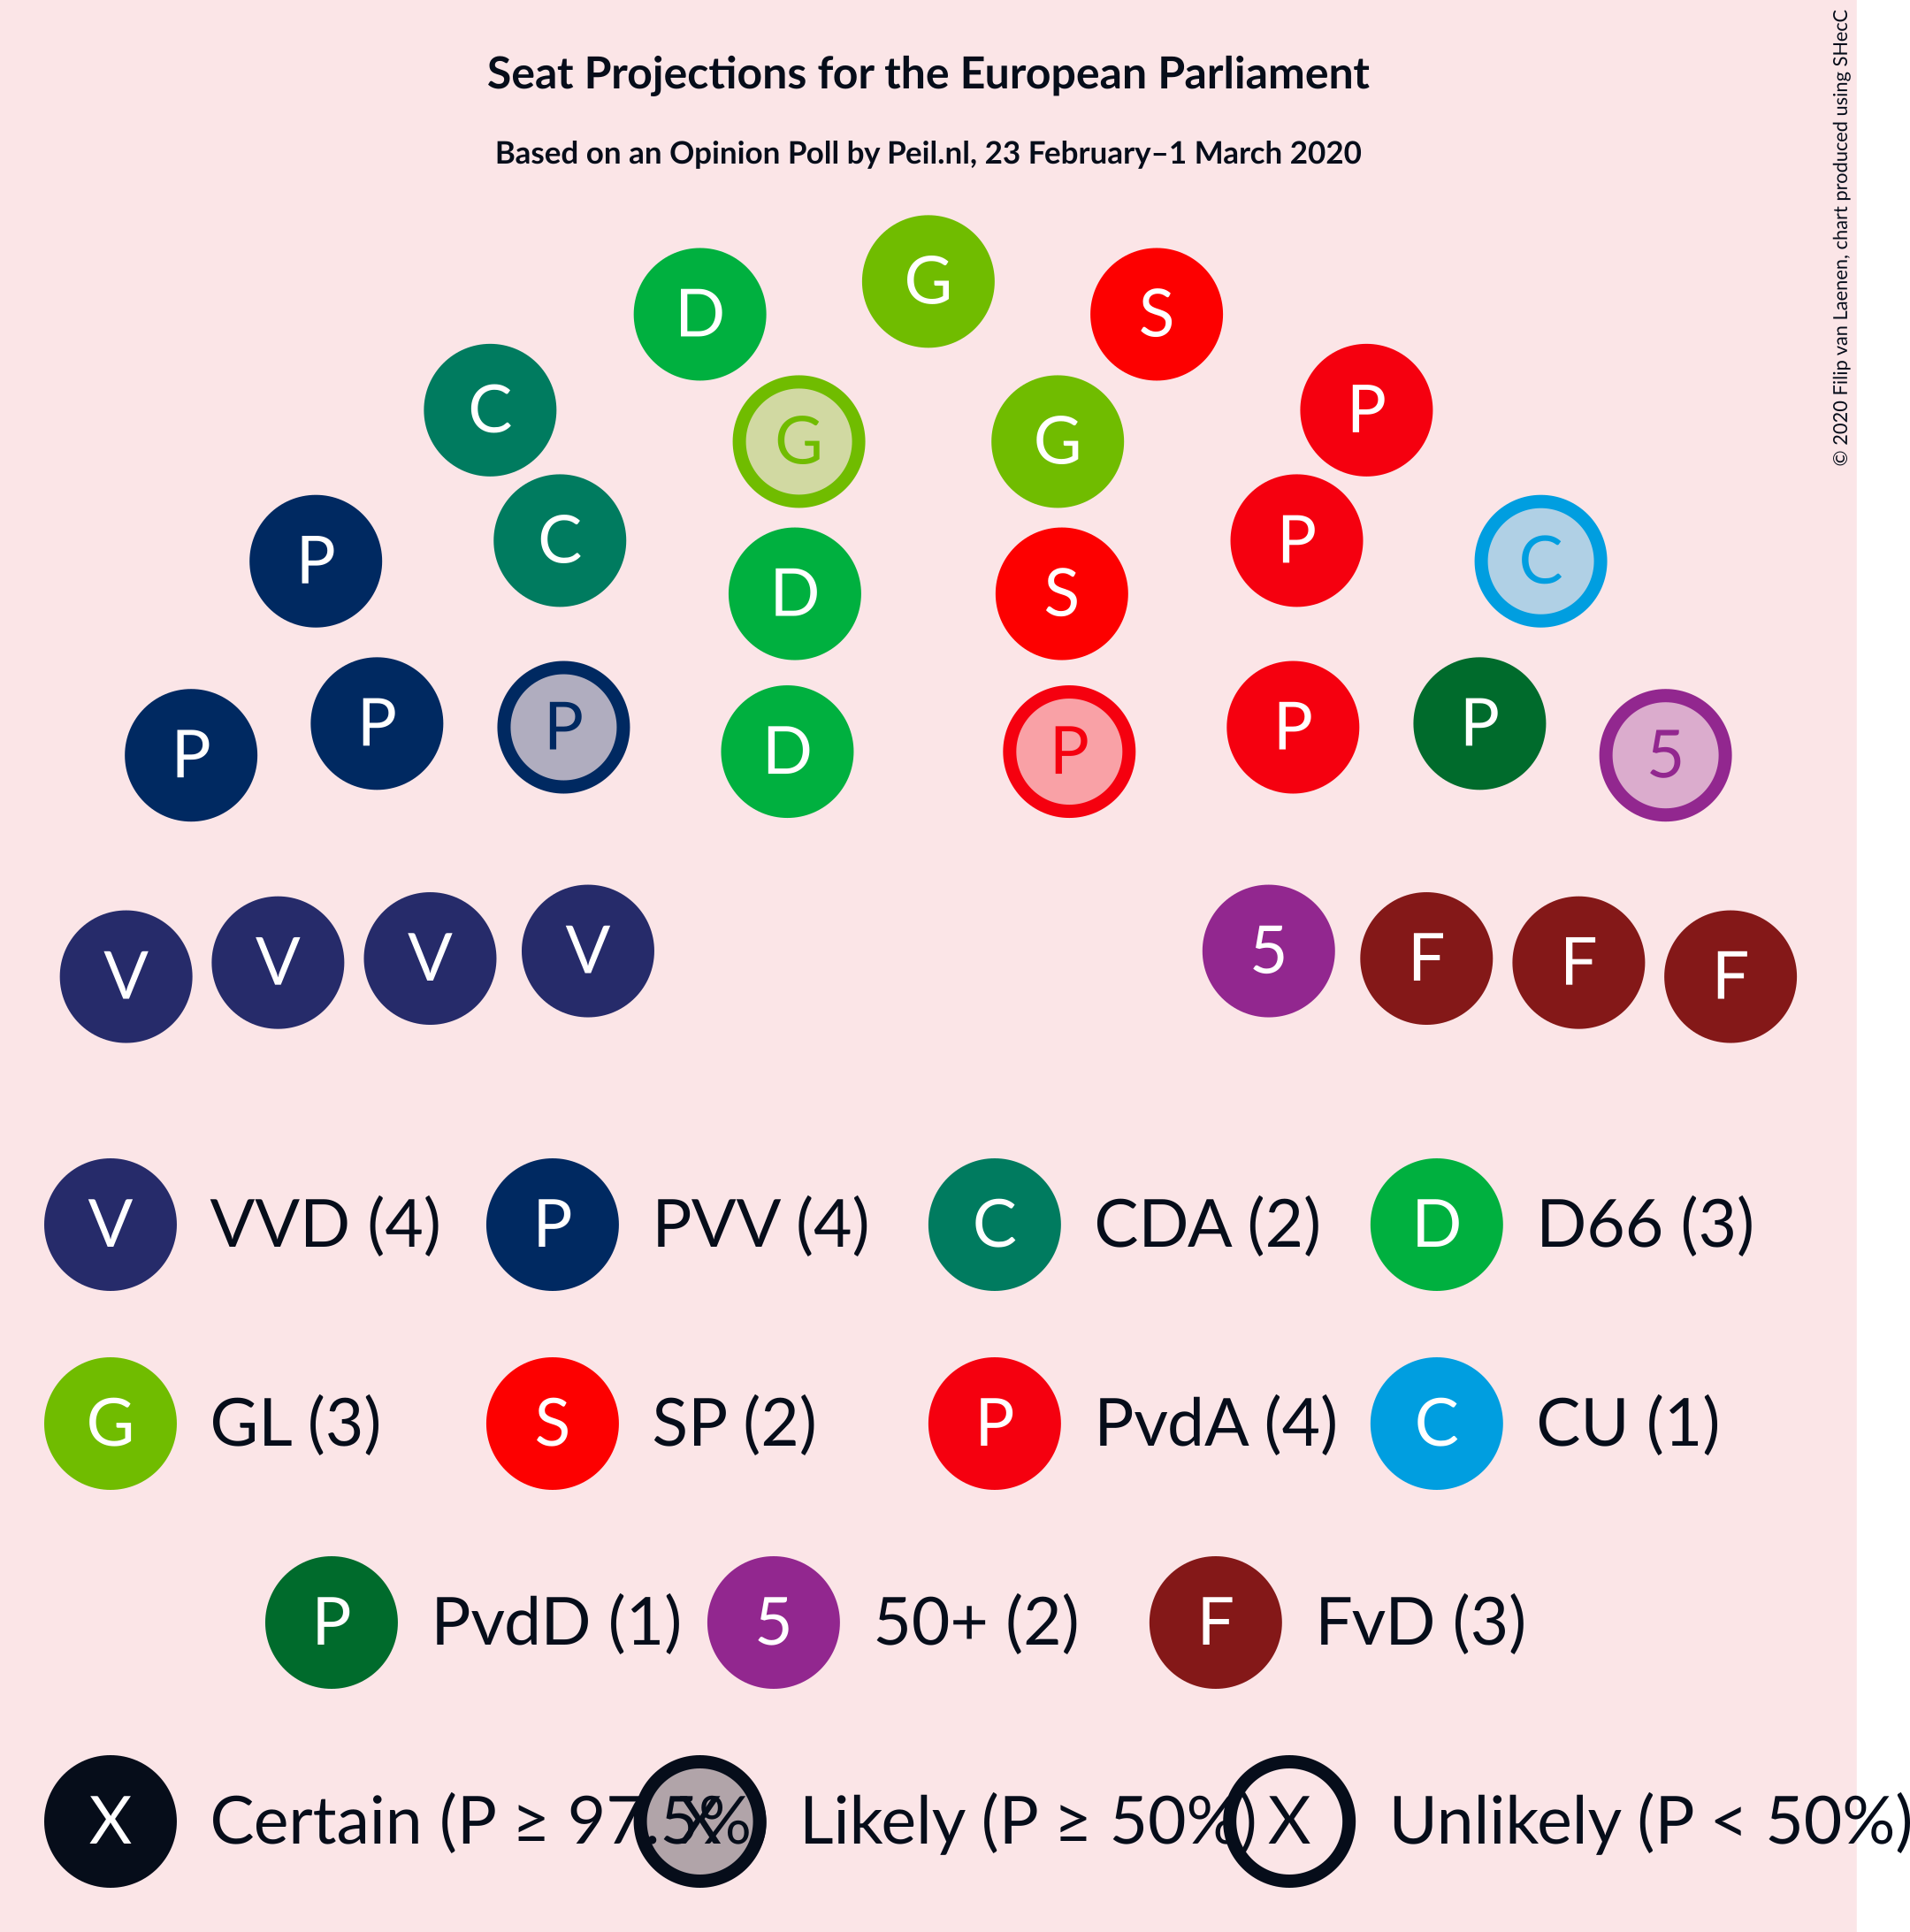 Seat Projections for the European Parliament
Based on an Opinion Poll by Peil.nl, 23 February–1 March 2020
© 2020 Filip van Laenen, chart produced using SHecC
G
D S
C P
G G
C P
P C
D S
P P
P P P P
D P
P 5
V V V V 5 F F F
V VVD (4) P PVV (4) C CDA (2) D D66 (3)
G GL (3) S SP (2) P PvdA (4) C CU (1)
P PvdD (1) 5 50+ (2) F FvD (3)
X Certain (P ≥ 97.5% X Likely (P ≥ 50%) X Unlikely (P < 50%)